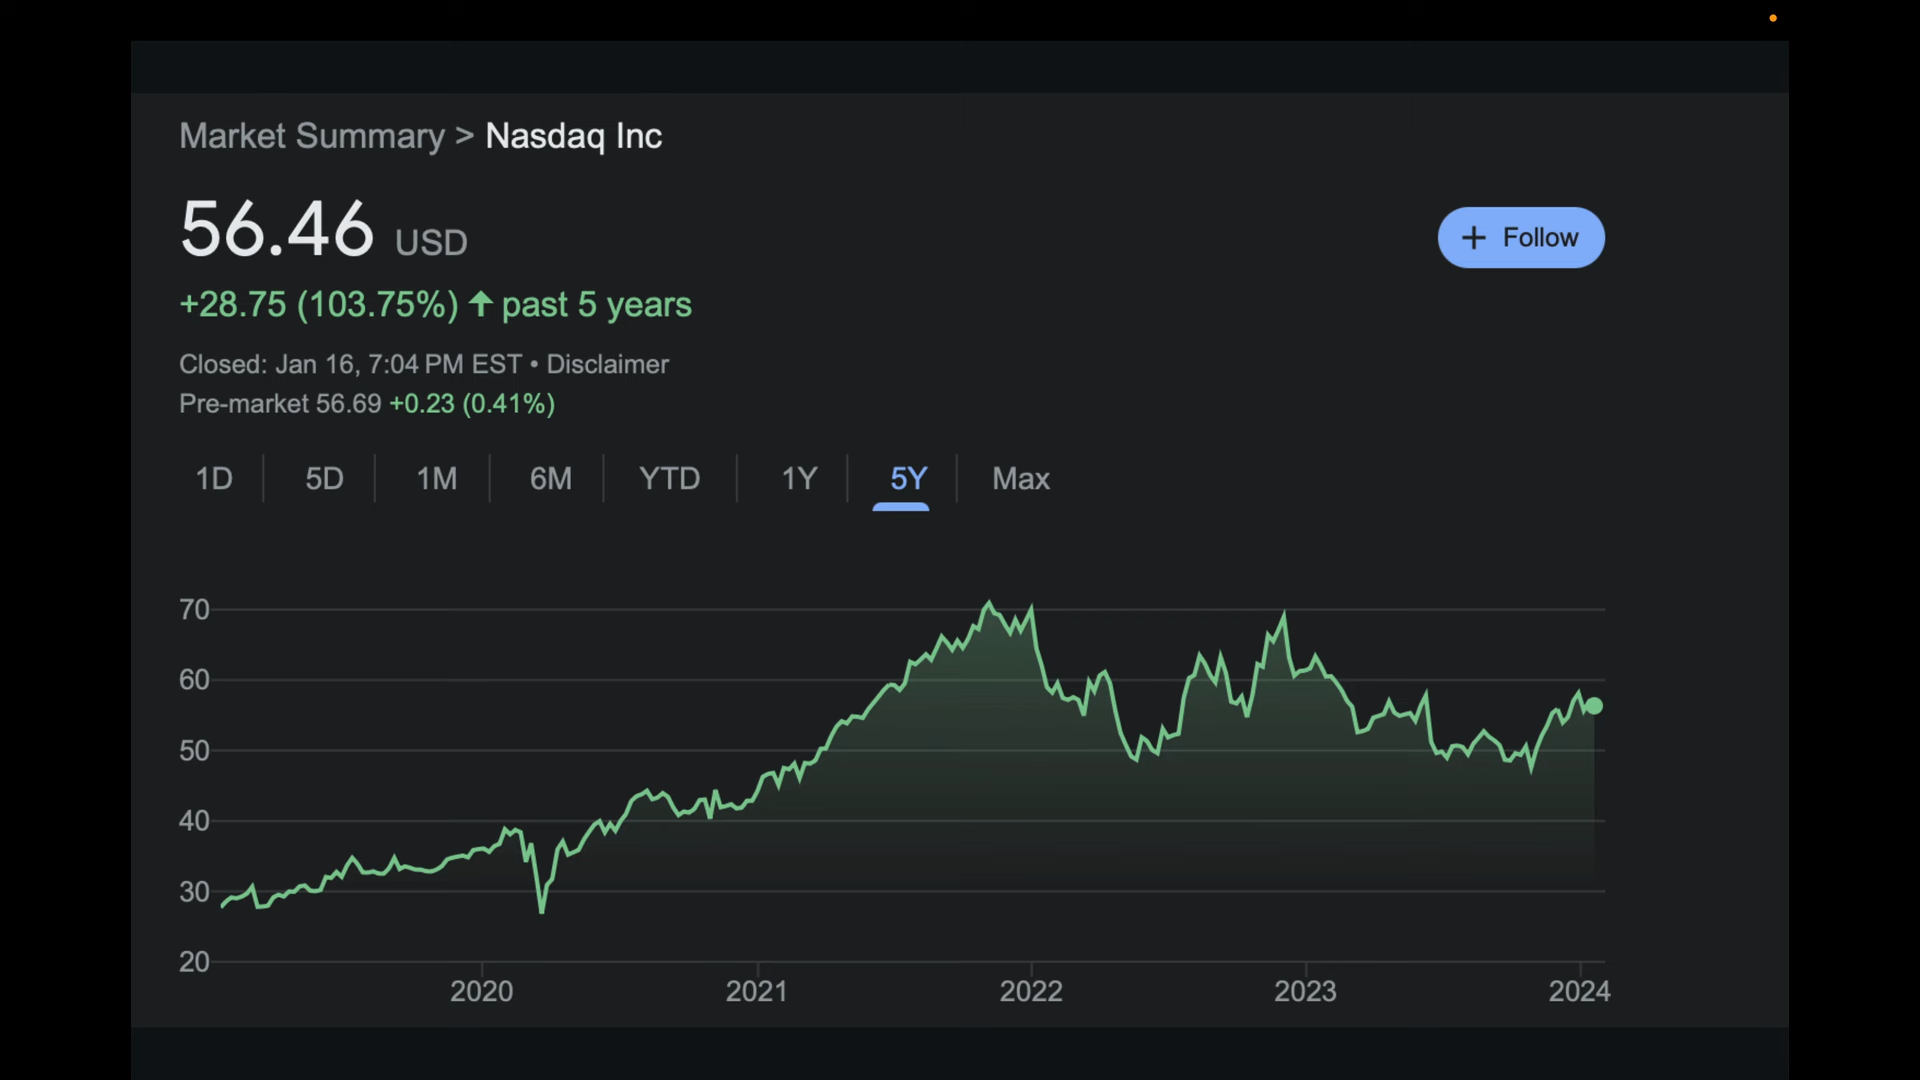 Market Summary > Nasdaq Inc
56.46 USD
+ Follow
+28.75 (103.75%) ↑ past 5 years
Closed: Jan 16, 7:04 PM EST • Disclaimer
Pre-market 56.69 +0.23 (0.41%)
1D 5D 1M 6M YTD 1Y 5Y Max
70
60
50
40
30
20
2020 2021 2022 2023 2024